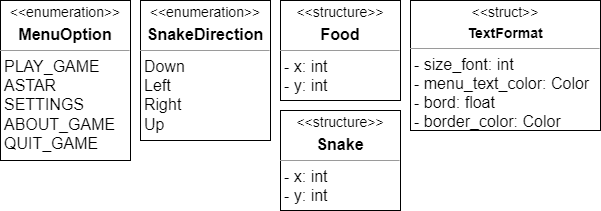 <<enumeration>>
MenuOption
PLAY_GAME
ASTAR
SETTINGS
ABOUT_GAME
QUIT_GAME
<<enumeration>>
SnakeDirection
Down
Left
Right
Up
<<structure>>
Food
- x: int
- y: int
<<structure>>
Snake
- x: int
- y: int
<<struct>>
TextFormat
- size_font: int
- menu_text_color: Color
- bord: float
- border_color: Color